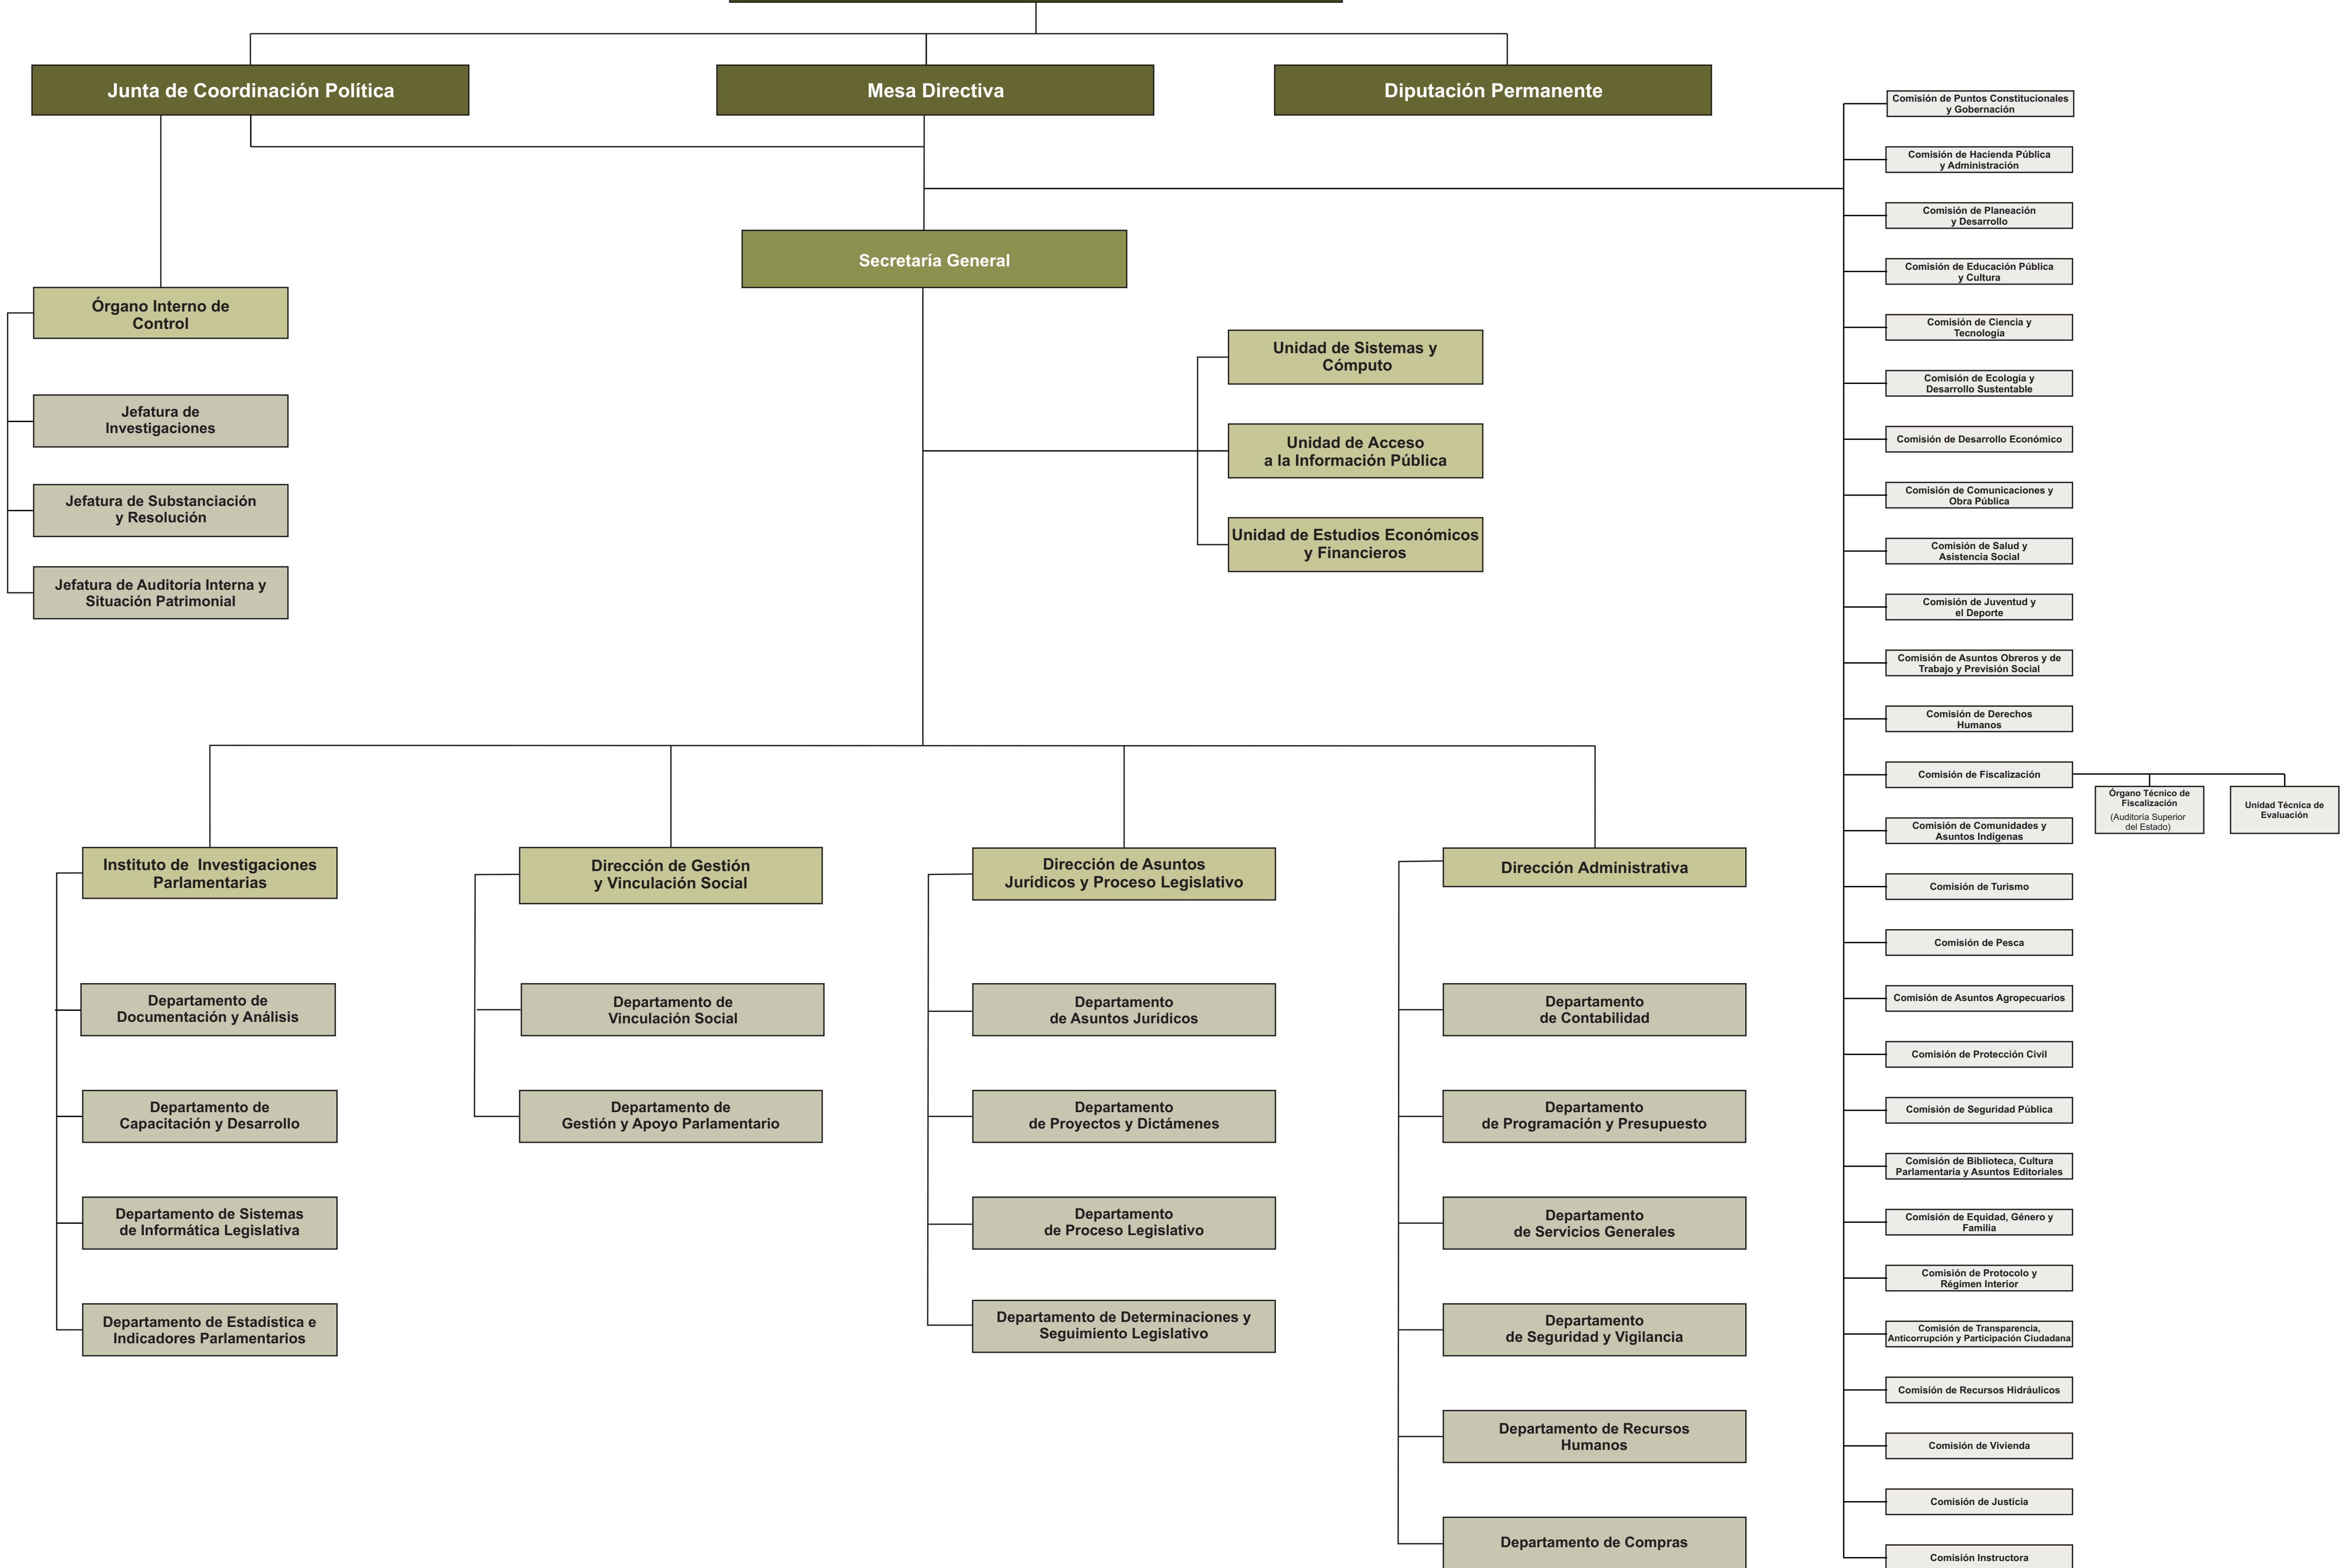 Junta de Coordinación Política
Mesa Directiva
Diputación Permanente
Secretaría General
Órgano Interno de
Control
Jefatura de
Investigaciones
Jefatura de Substanciación
y Resolución
Jefatura de Auditoría Interna y
Situación Patrimonial
Unidad de Sistemas y
Cómputo
Unidad de Acceso
a la Información Pública
Unidad de Estudios Económicos
y Financieros
Instituto de  Investigaciones
Parlamentarias
Departamento de
Documentación y Análisis
Departamento de
Capacitación y Desarrollo
Departamento de Sistemas
de Informática Legislativa
Departamento de Estadística e
Indicadores Parlamentarios
Dirección de Gestión
y Vinculación Social
Departamento de
Vinculación Social
Departamento de
Gestión y Apoyo Parlamentario
Dirección de Asuntos
Jurídicos y Proceso Legislativo
Departamento
de Asuntos Jurídicos
Departamento
de Proyectos y Dictámenes
Departamento
de Proceso Legislativo
Departamento de Determinaciones y
Seguimiento Legislativo
Dirección Administrativa
Departamento
de Contabilidad
Departamento
de Programación y Presupuesto
Departamento
de Servicios Generales
Departamento
de Seguridad y Vigilancia
Departamento de Recursos
Humanos
Departamento de Compras
Comisión de Puntos Constitucionales
y Gobernación
Comisión de Hacienda Pública
y Administración
Comisión de Planeación
y Desarrollo
Comisión de Educación Pública
y Cultura
Comisión de Ciencia y
Tecnología
Comisión de Ecología y
Desarrollo Sustentable
Comisión de Desarrollo Económico
Comisión de Comunicaciones y
Obra Pública
Comisión de Salud y
Asistencia Social
Comisión de Juventud y
el Deporte
Comisión de Asuntos Obreros y de
Trabajo y Previsión Social
Comisión de Derechos
Humanos
Comisión de Fiscalización
Órgano Técnico de
Fiscalización
(Auditoría Superior
del Estado)
Unidad Técnica de
Evaluación
Comisión de Comunidades y
Asuntos Indígenas
Comisión de Turismo
Comisión de Pesca
Comisión de Asuntos Agropecuarios
Comisión de Protección Civil
Comisión de Seguridad Pública
Comisión de Biblioteca, Cultura
Parlamentaria y Asuntos Editoriales
Comisión de Equidad, Género y
Familia
Comisión de Protocolo y
Régimen Interior
Comisión de Transparencia,
Anticorrupción y Participación Ciudadana
Comisión de Recursos Hidráulicos
Comisión de Vivienda
Comisión de Justicia
Comisión Instructora